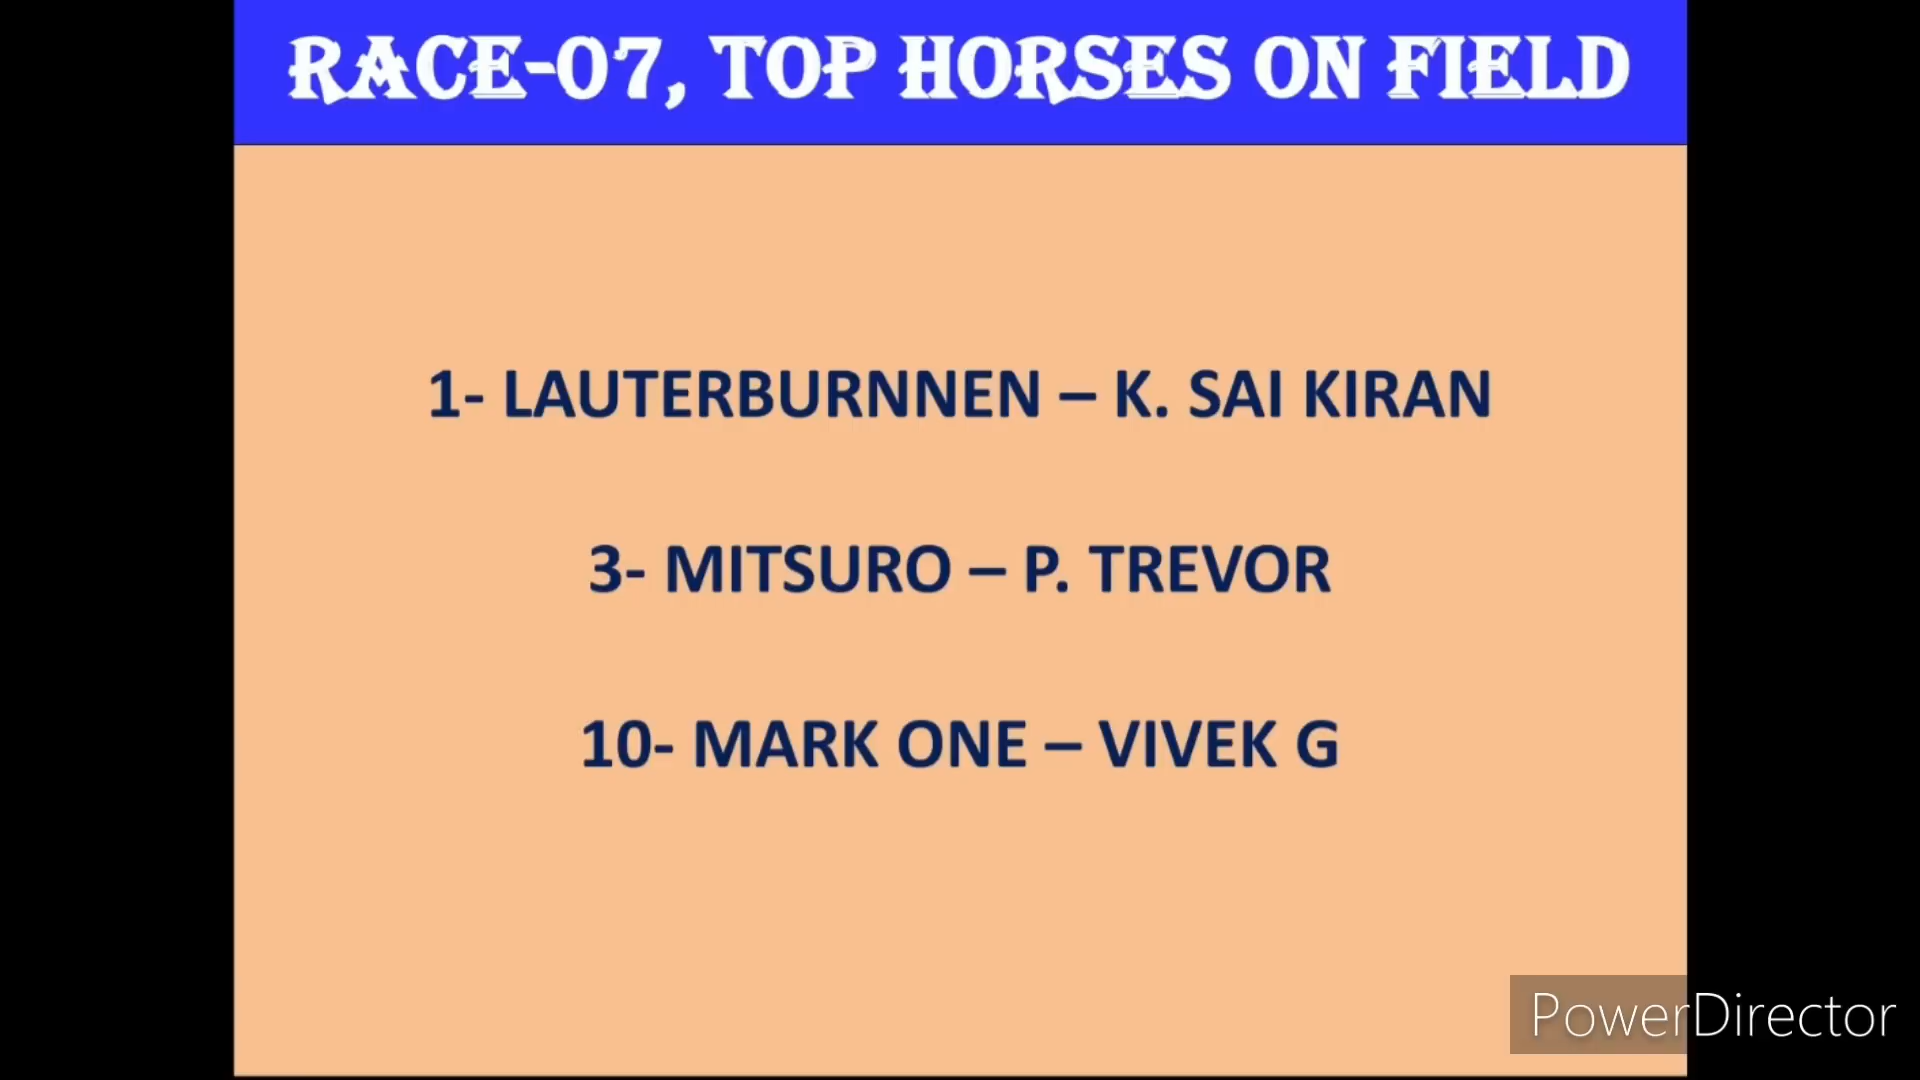 RACE-07, TOP HORSES ON FIELD
1- LAUTERBURNNEN – K. SAI KIRAN
3- MITSURO – P. TREVOR
10- MARK ONE – VIVEK G
PowerDirector